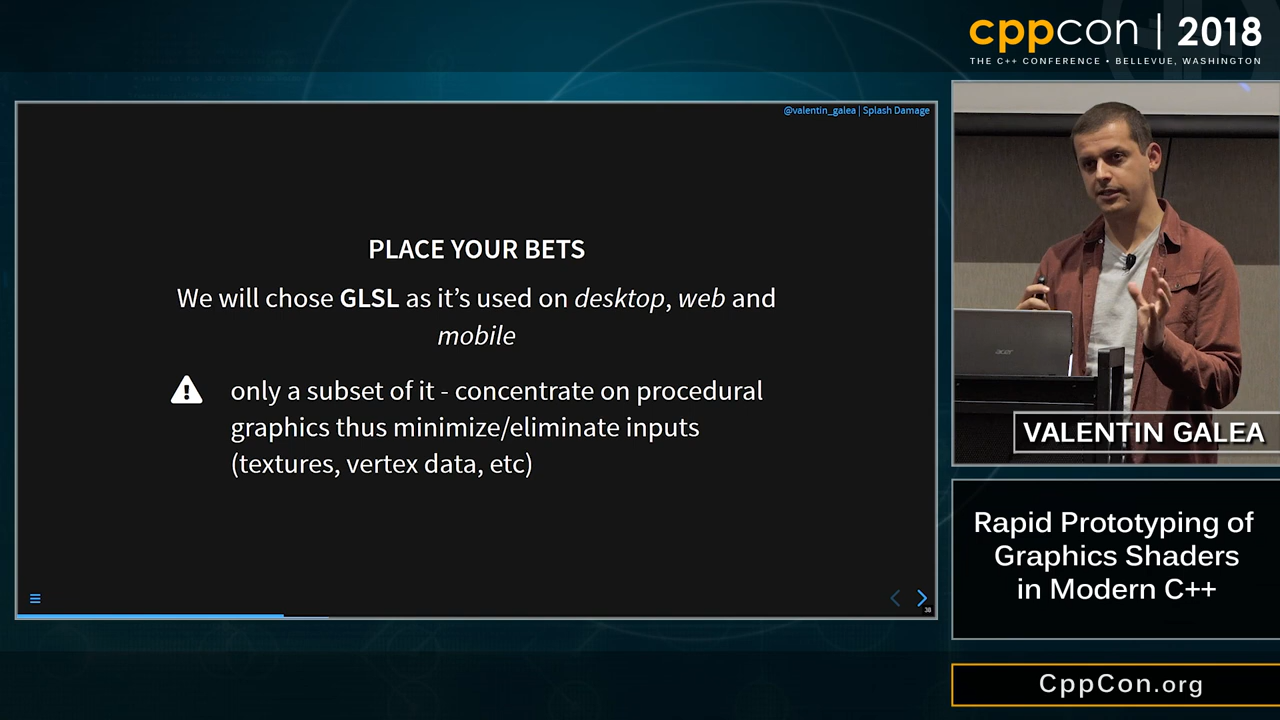 cppcon | 2018
THE C++ CONFERENCE • BELLEVUE, WASHINGTON
@valentin_galea | Splash Damage
PLACE YOUR BETS
We will chose GLSL as it’s used on desktop, web and
mobile
only a subset of it - concentrate on procedural
graphics thus minimize/eliminate inputs
(textures, vertex data, etc)
38
acer
VALENTIN GALEA
Rapid Prototyping of
Graphics Shaders
in Modern C++
CppCon.org